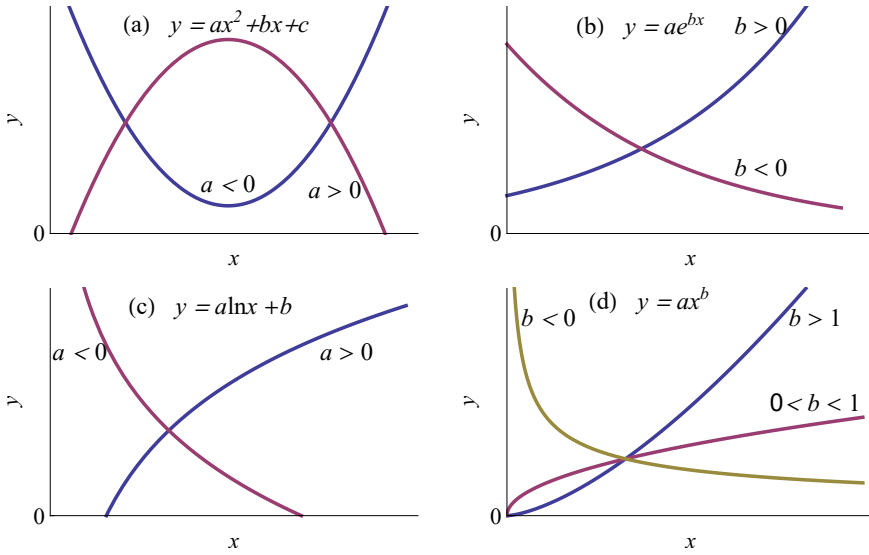 (a) y = ax² + bx + c
y
a < 0
a > 0
0
x
(b) y = ae^{bx}
b > 0
y
b < 0
0
x
(c) y = alnx + b
a < 0
a > 0
y
0
x
(d) y = ax^b
b < 0
b > 1
y
0 < b < 1
0
x